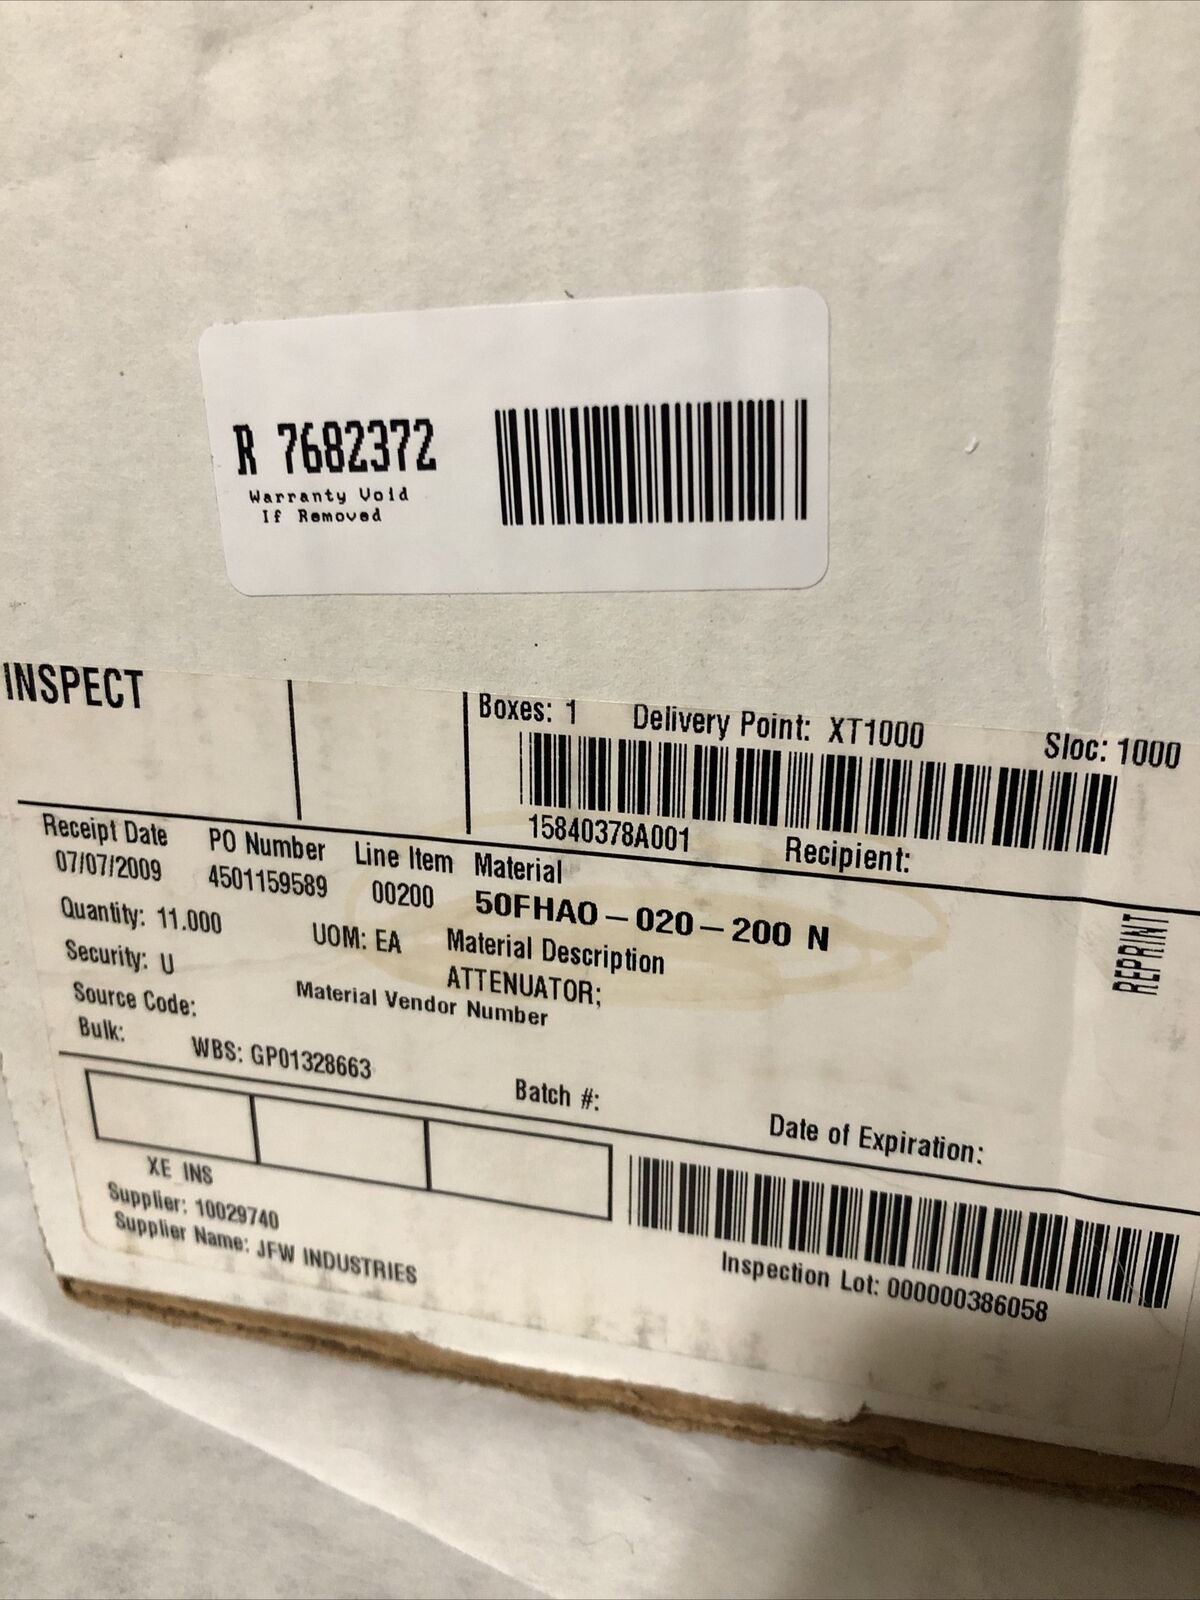 R 7682372
Warranty Void
If Removed
INSPECT
Boxes: 1 Delivery Point: XT1000 Sloc: 1000
15840378A001 Recipient:
Receipt Date PO Number Line Item Material
07/07/2009 4501159589 00200 50FHAO-020-200 N
Quantity: 11.000 UOM: EA Material Description
ATTENUATOR;
Security: U
Source Code: Material Vendor Number
Bulk: WBS: GP01328663 Batch #: Date of Expiration:
REPRINT
XE_INS
Supplier: 10029740
Supplier Name: JFW INDUSTRIES
Inspection Lot: 000000386058